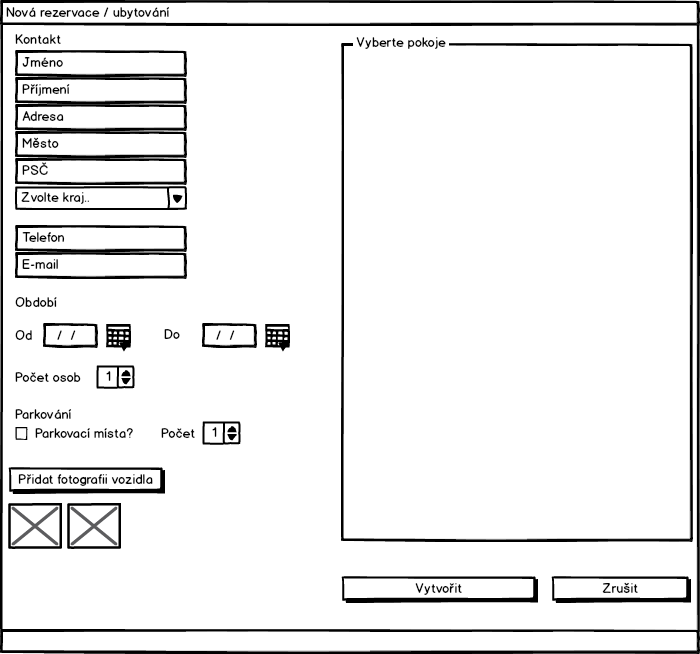 Nová rezervace / ubytování
Kontakt
Jméno
Příjmení
Adresa
Město
PSČ
Zvolte kraj..
Telefon
E-mail
Období
Od / / Do / /
Počet osob 1
Parkování
Parkovací místa? Počet 1
Přidat fotografii vozidla
Vyberte pokoje
Vytvořit Zrušit